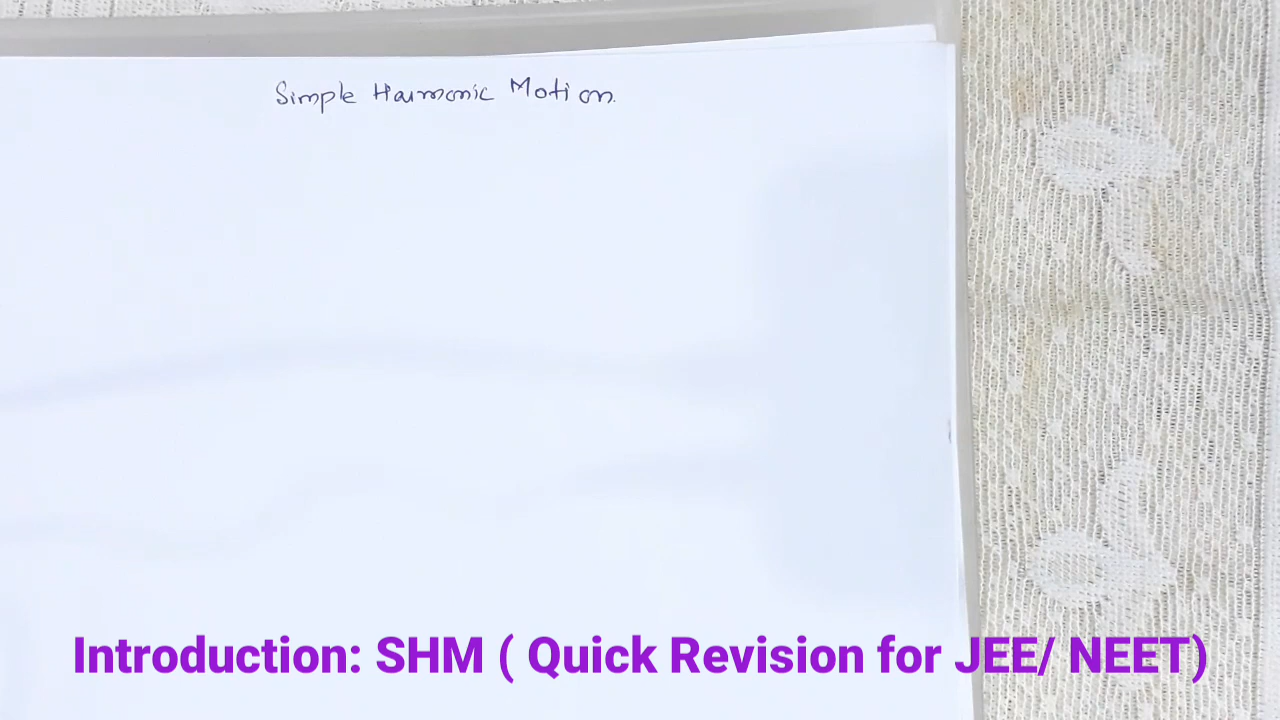 Simple Harmonic Motion.
Introduction: SHM ( Quick Revision for JEE/ NEET)